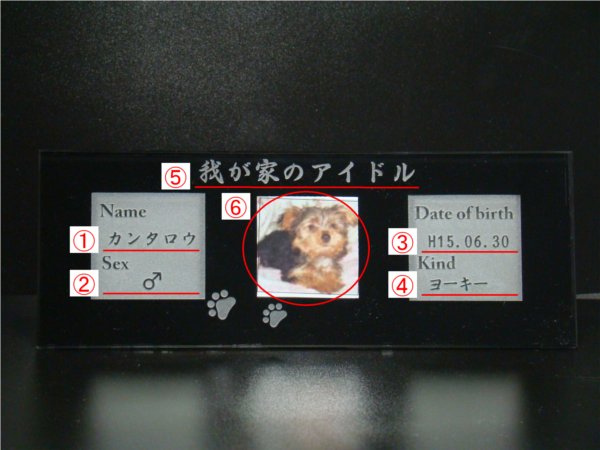 ⑤ 我が家のアイドル
⑥
Name
① カンタロウ
Sex
② ♂
Date of birth
③ H15.06.30
Kind
④ ヨーキー